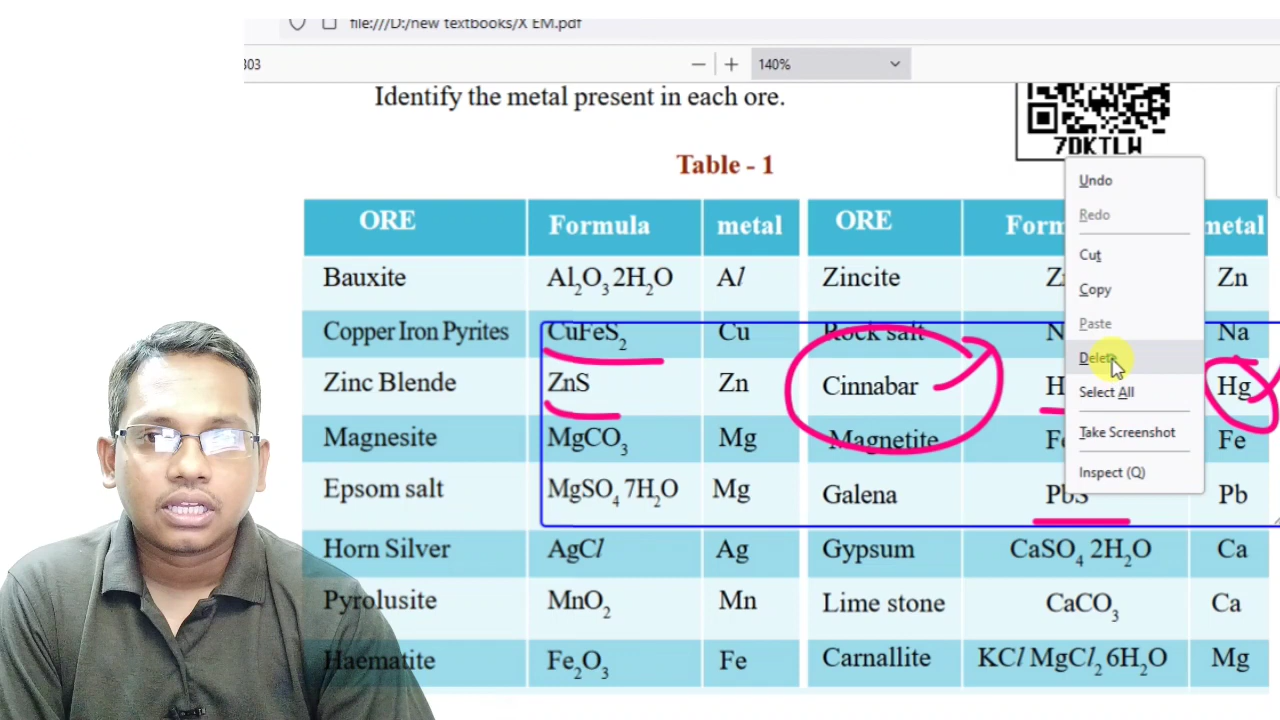 file:///D:/new textbooks/X EM.pdf
303
140%
Identify the metal present in each ore.
7DKTLW
Table - 1
ORE Formula metal ORE Form metal
Bauxite Al₂O₃ 2H₂O Al Zincite Zn
Copper Iron Pyrites CuFeS₂ Cu Rock salt N Na
Zinc Blende ZnS Zn Cinnabar H Hg
Magnesite MgCO₃ Mg Magnetite Fe Fe
Epsom salt MgSO₄ 7H₂O Mg Galena PbS Pb
Horn Silver AgCl Ag Gypsum CaSO₄ 2H₂O Ca
Pyrolusite MnO₂ Mn Lime stone CaCO₃ Ca
Haematite Fe₂O₃ Fe Carnallite KCl MgCl₂ 6H₂O Mg
Undo
Redo
Cut
Copy
Paste
Delete
Select All
Take Screenshot
Inspect (Q)